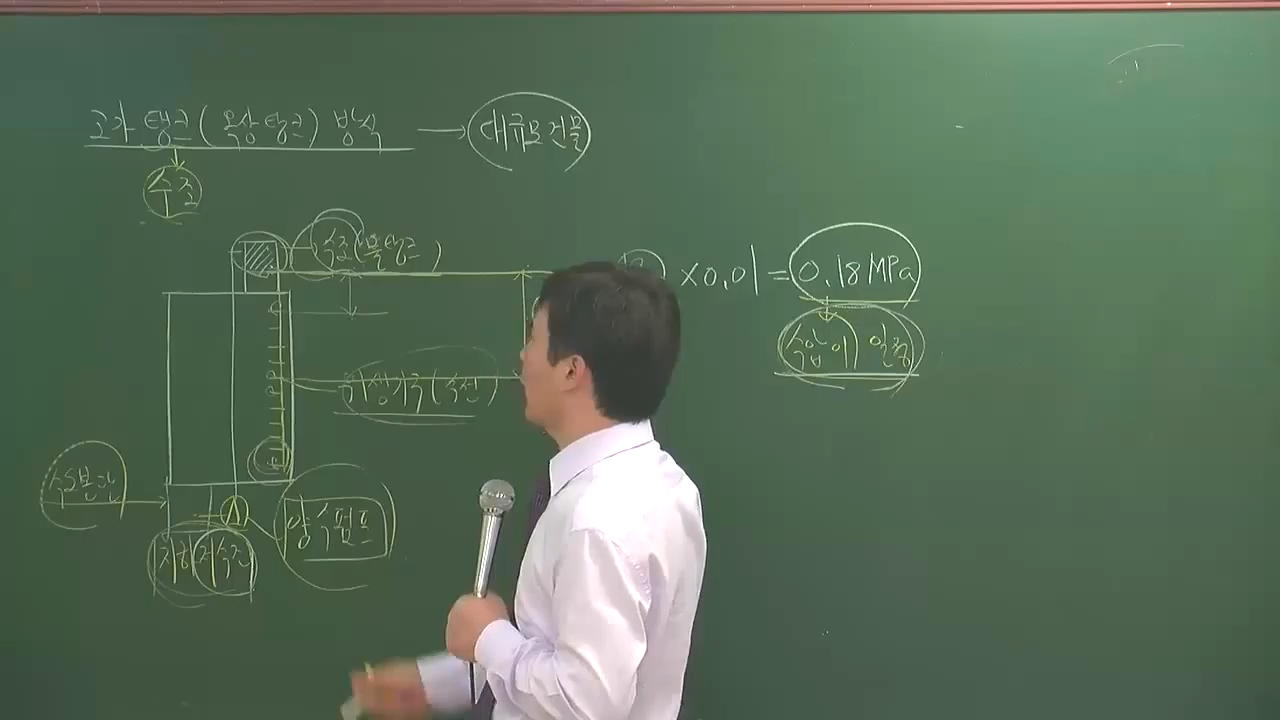 고가 탱크(옥상탱크) 방식 → 대규모 건물
수조
수조(물탱크)
×0.01 = 0.18MPa
수압이 일정
위생기구(수전)
수도본관
양수펌프
지하저수조